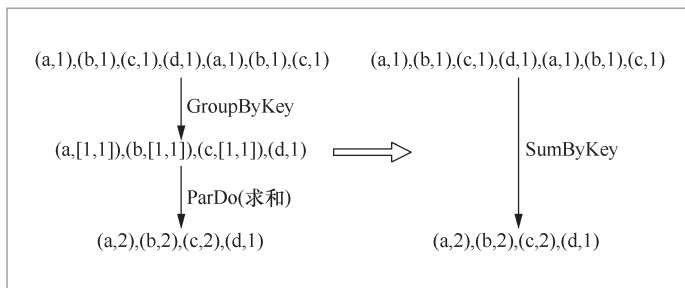 (a,1),(b,1),(c,1),(d,1),(a,1),(b,1),(c,1)
GroupByKey
(a,[1,1]),(b,[1,1]),(c,[1,1]),(d,1)
ParDo(求和)
(a,2),(b,2),(c,2),(d,1)
(a,1),(b,1),(c,1),(d,1),(a,1),(b,1),(c,1)
SumByKey
(a,2),(b,2),(c,2),(d,1)